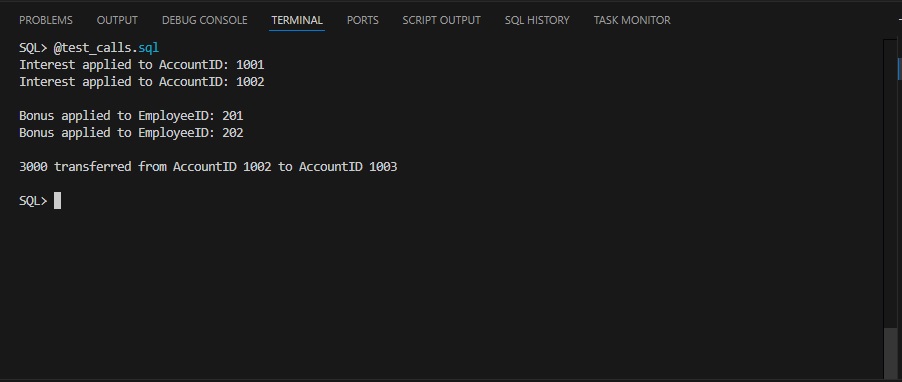 PROBLEMS OUTPUT DEBUG CONSOLE TERMINAL PORTS SCRIPT OUTPUT SQL HISTORY TASK MONITOR
SQL> @test_calls.sql
Interest applied to AccountID: 1001
Interest applied to AccountID: 1002
Bonus applied to EmployeeID: 201
Bonus applied to EmployeeID: 202
3000 transferred from AccountID 1002 to AccountID 1003
SQL>